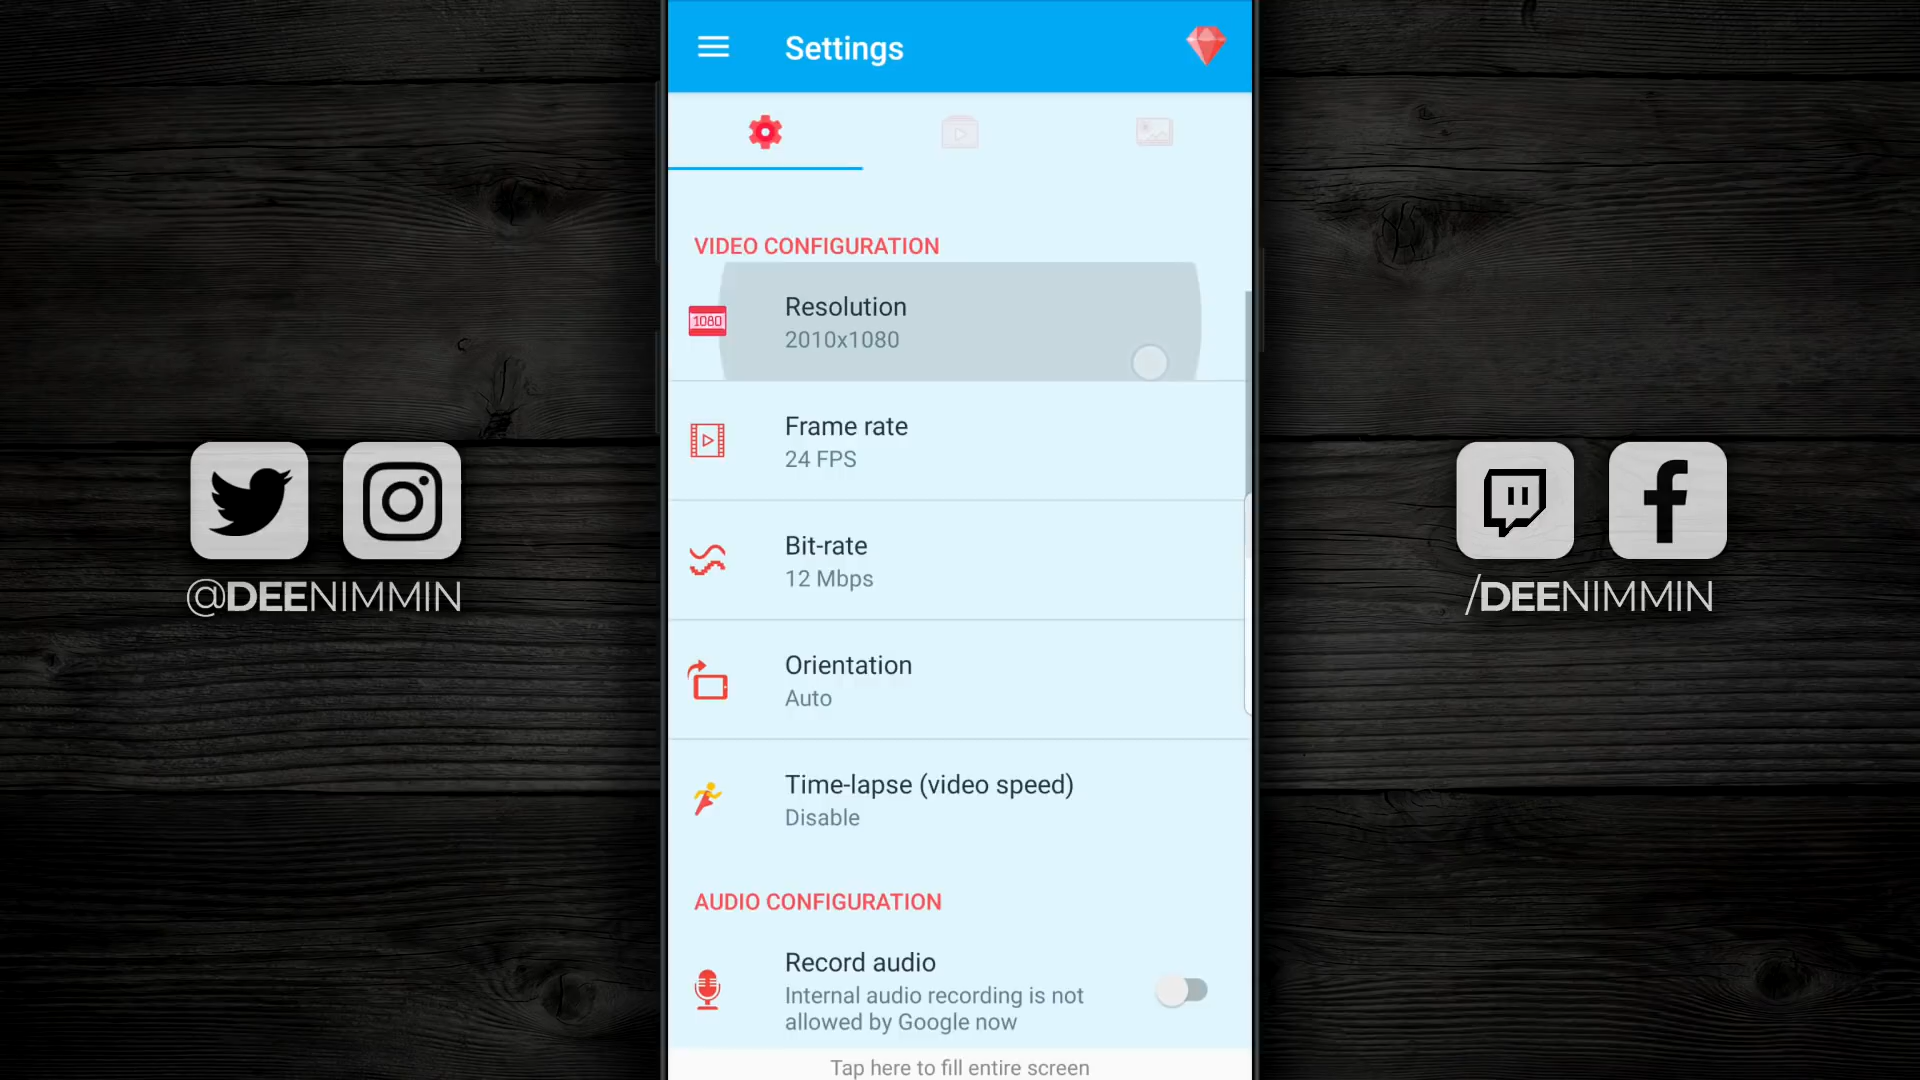 Settings
VIDEO CONFIGURATION
1080
Resolution
2010x1080
Frame rate
24 FPS
Bit-rate
12 Mbps
Orientation
Auto
Time-lapse (video speed)
Disable
AUDIO CONFIGURATION
Record audio
Internal audio recording is not
allowed by Google now
Tap here to fill entire screen
@DEENIMMIN
/DEENIMMIN